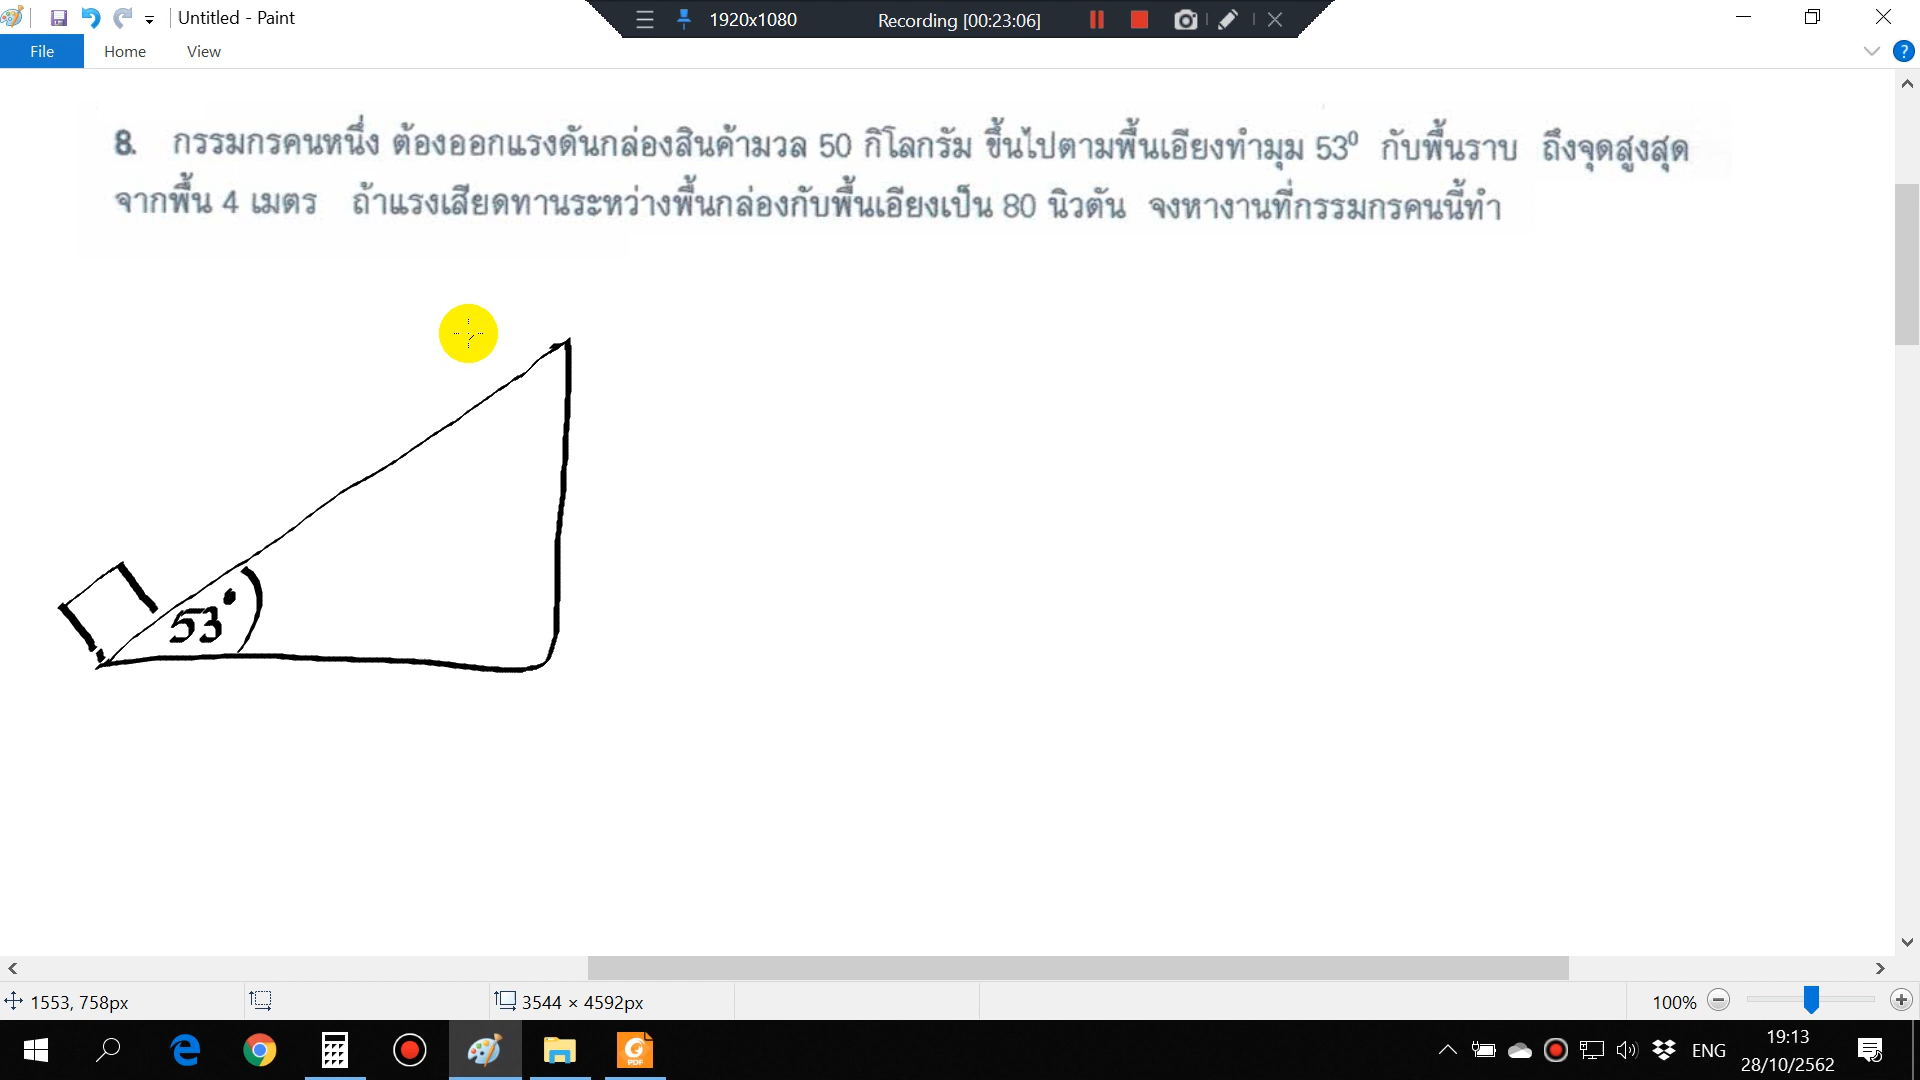 Untitled - Paint
1920x1080
Recording [00:23:06]
File
Home
View
8. กรรมกรคนหนึ่ง ต้องออกแรงดันกล่องสินค้ามวล 50 กิโลกรัม ขึ้นไปตามพื้นเอียงทำมุม 53⁰ กับพื้นราบ ถึงจุดสูงสุด
จากพื้น 4 เมตร ถ้าแรงเสียดทานระหว่างพื้นกล่องกับพื้นเอียงเป็น 80 นิวตัน จงหางานที่กรรมกรคนนี้ทำ
53°
1553, 758px
3544 × 4592px
100%
PDF
ENG
19:13
28/10/2562